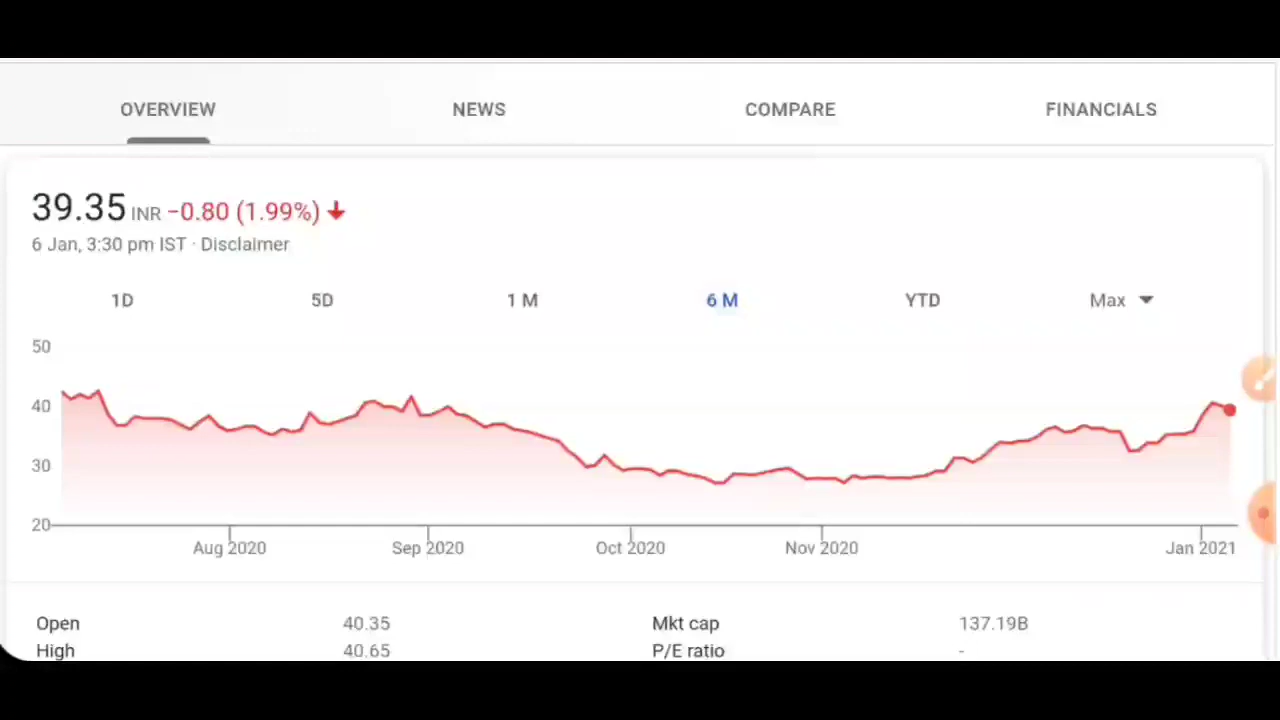 OVERVIEW NEWS COMPARE FINANCIALS
39.35 INR −0.80 (1.99%)
6 Jan, 3:30 pm IST · Disclaimer
1D 5D 1 M 6 M YTD Max
50
40
30
20
Aug 2020 Sep 2020 Oct 2020 Nov 2020 Jan 2021
Open 40.35 Mkt cap 137.19B
High 40.65 P/E ratio -